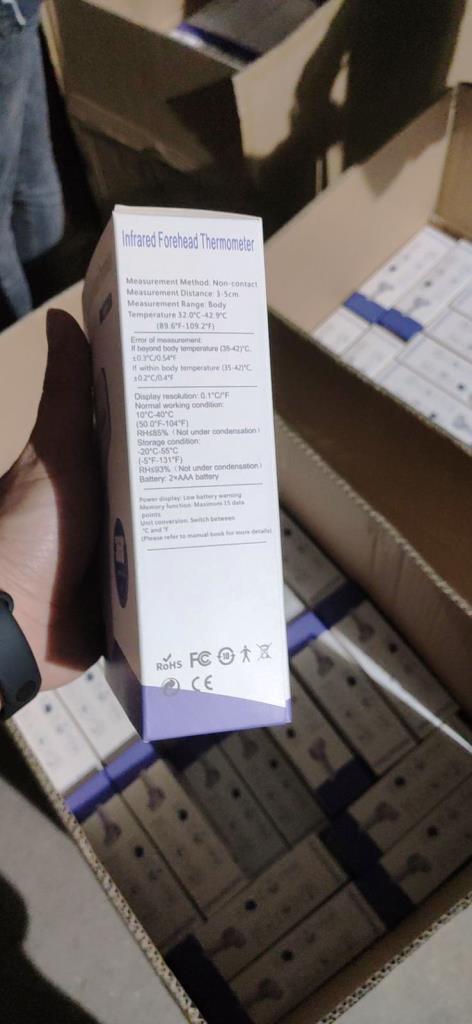 Infrared Forehead Thermometer
Measurement Method: Non-contact
Measurement Distance: 3-5cm
Measurement Range: Body
Temperature 32.0°C-42.9°C
(89.6°F-109.2°F)
Error of measurement:
If beyond body temperature (35-42)°C,
±0.3°C/0.54°F
If within body temperature (35-42)°C,
±0.2°C/0.4°F
Display resolution: 0.1°C/°F
Normal working condition:
10°C-40°C
(50.0°F-104°F)
RH≤85% (Not under condensation)
Storage condition:
-20°C-55°C
(-5°F-131°F)
RH≤93% (Not under condensation)
Battery: 2×AAA battery
Power display: Low battery warning
Memory function: Maximum 15 data
points
Unit conversion: Switch between
°C and °F
(Please refer to manual book for more details)
RoHS FC 10
CE